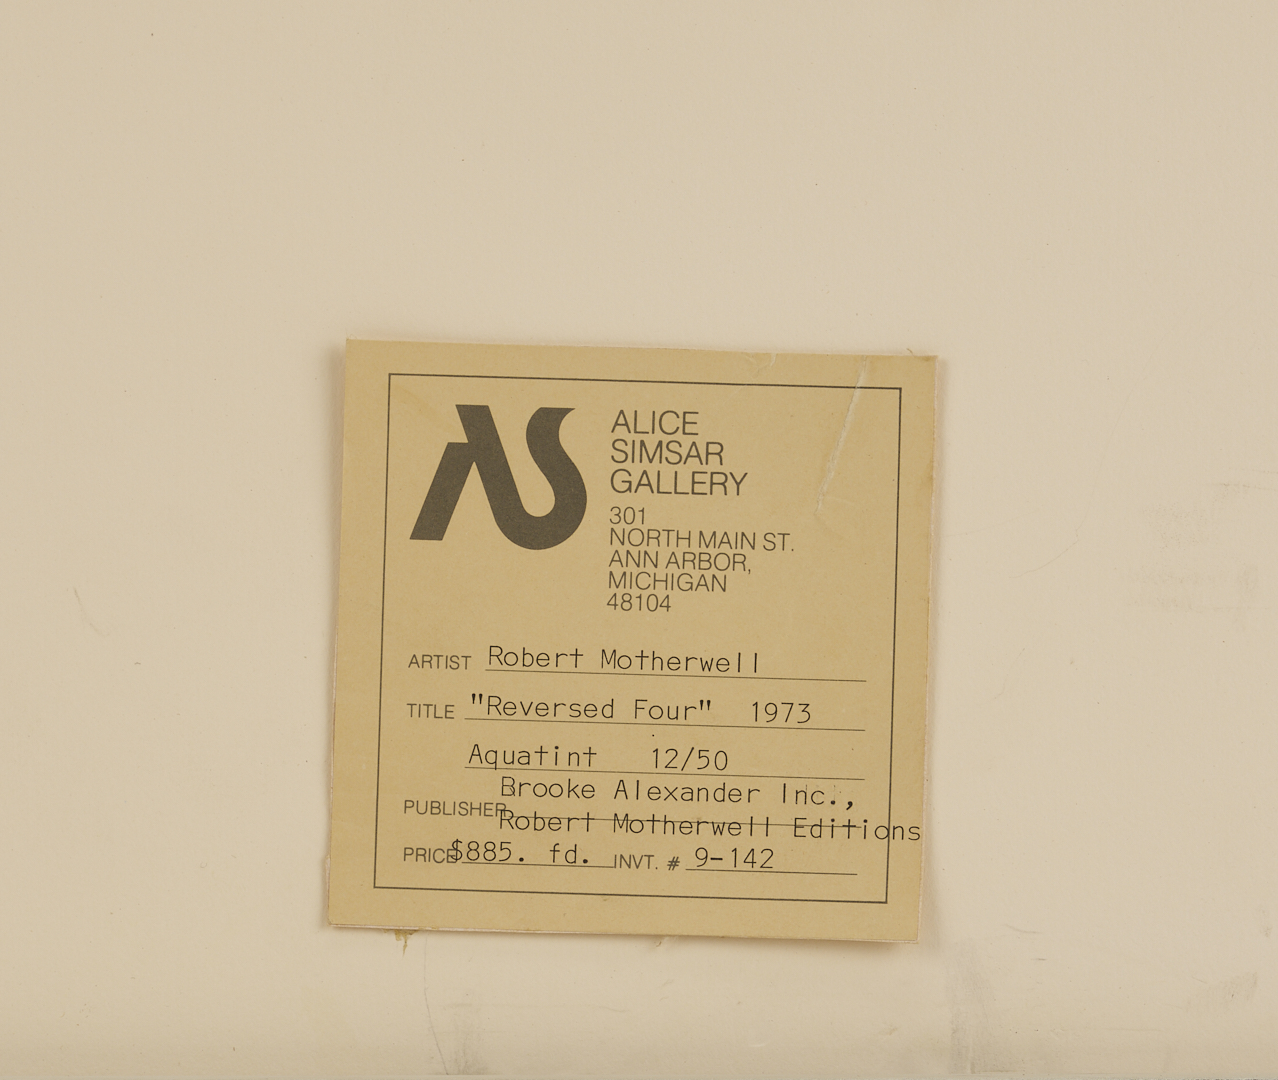 AS
ALICE
SIMSAR
GALLERY
301
NORTH MAIN ST.
ANN ARBOR,
MICHIGAN
48104
ARTIST Robert Motherwell
TITLE "Reversed Four" 1973
Aquatint 12/50
Brooke Alexander Inc.,
PUBLISHER Robert Motherwell Editions
PRICE $885. fd. INVT. # 9-142